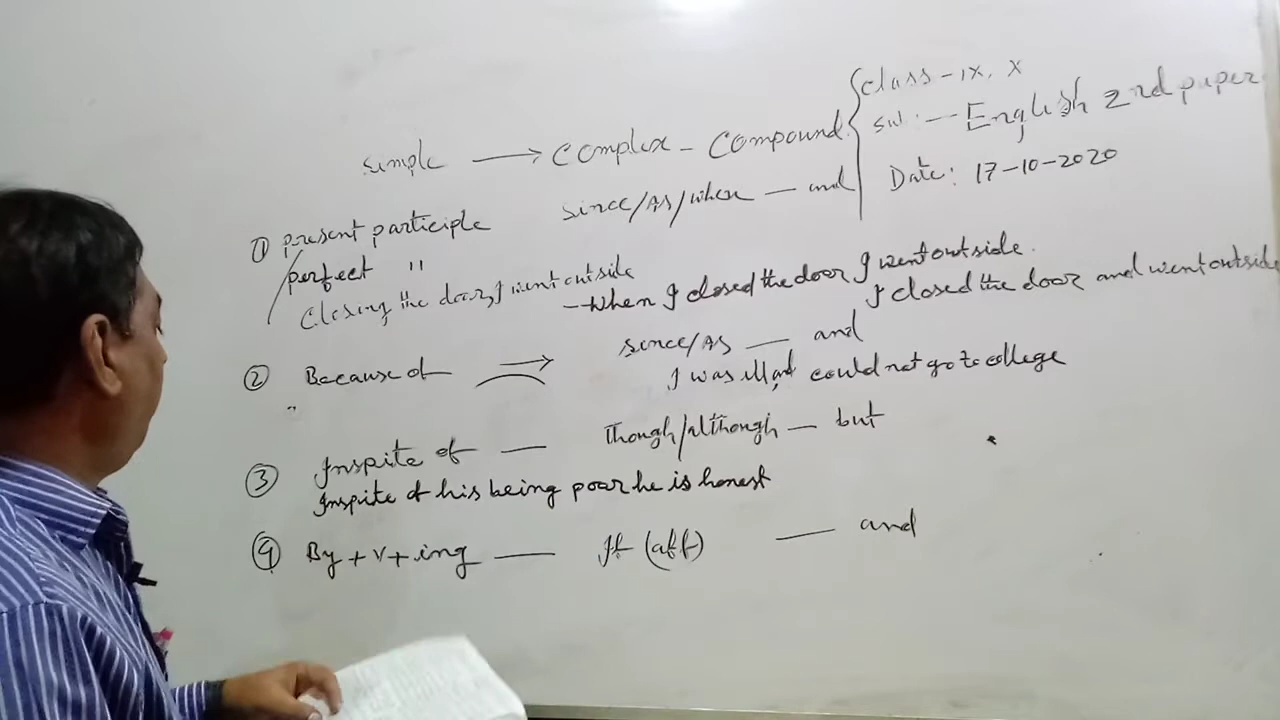 class-IX, X
Sub:- English 2nd paper
Date: 17-10-2020
simple → complex - compound
① present participle since/As/when — and
perfect "
closing the door, I went outside
- When I closed the door I went outside.
I closed the door and went outside
② Because of → since/As — and
I was ill and could not go to college
③ Inspite of — Though/although — but
Inspite of his being poor he is honest
④ By + v + ing — If (aff) — and